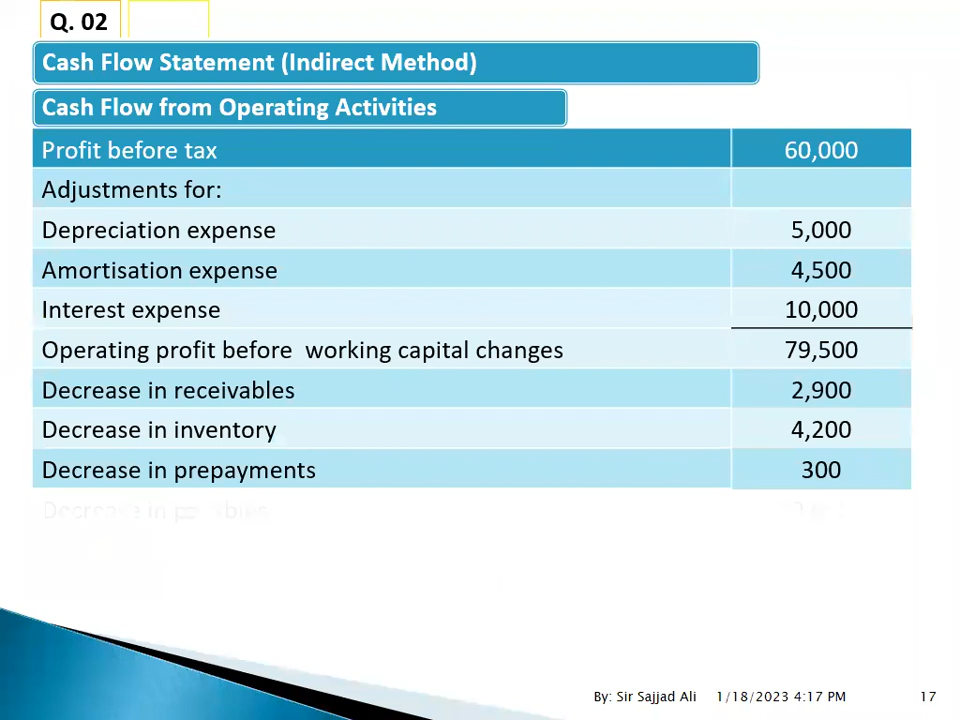 Q. 02
Cash Flow Statement (Indirect Method)
Cash Flow from Operating Activities
Profit before tax 60,000
Adjustments for:
Depreciation expense 5,000
Amortisation expense 4,500
Interest expense 10,000
Operating profit before working capital changes 79,500
Decrease in receivables 2,900
Decrease in inventory 4,200
Decrease in prepayments 300
Decrease in
By: Sir Sajjad Ali 1/18/2023 4:17 PM 17